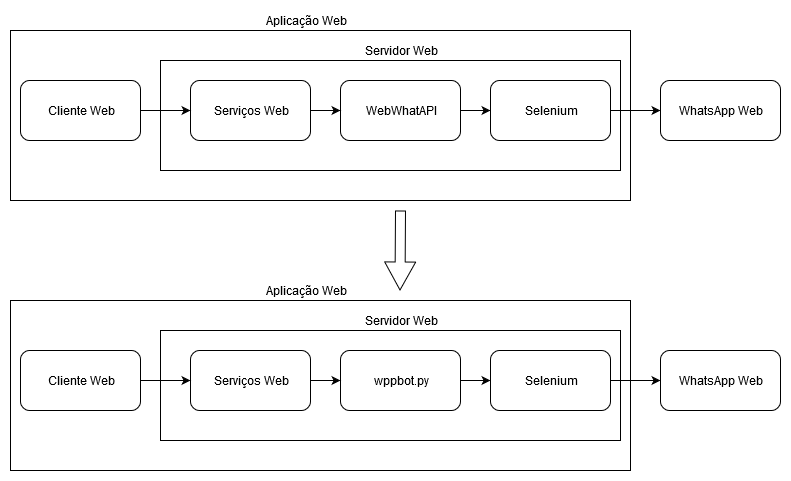 Aplicação Web
Servidor Web
Cliente Web
Serviços Web
WebWhatAPI
Selenium
WhatsApp Web
Aplicação Web
Servidor Web
Cliente Web
Serviços Web
wppbot.py
Selenium
WhatsApp Web